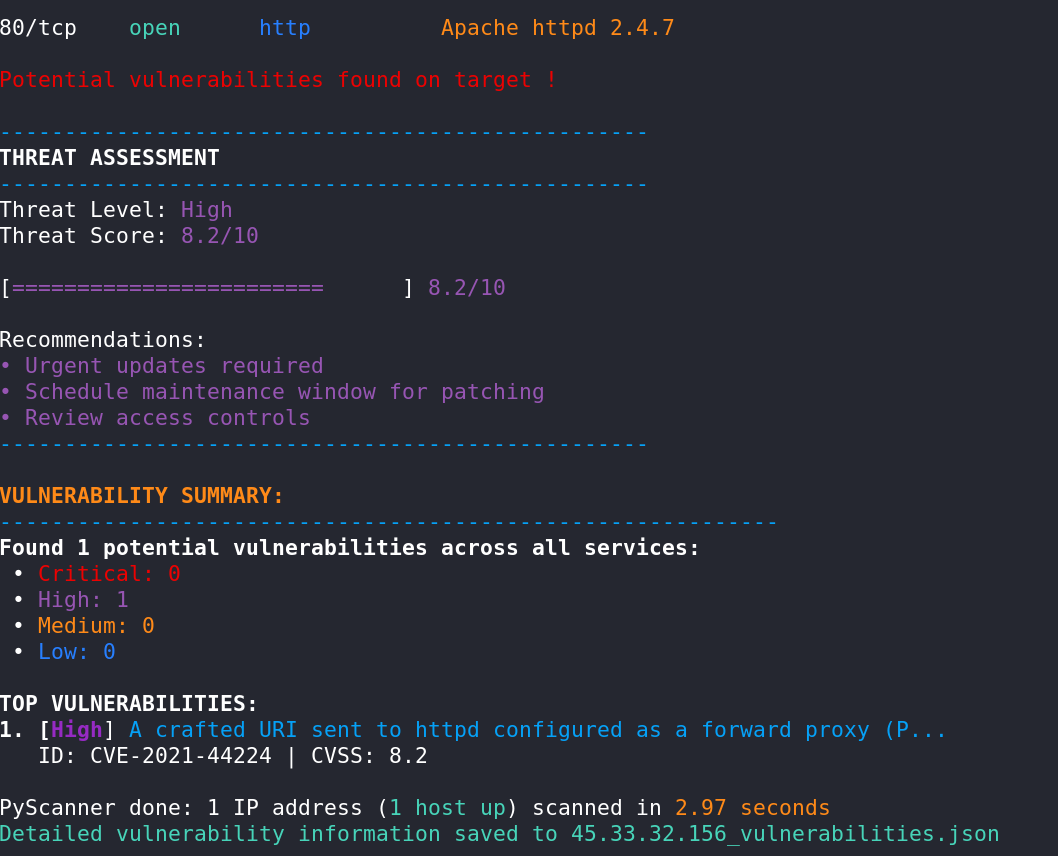 80/tcp    open      http          Apache httpd 2.4.7
Potential vulnerabilities found on target !
--------------------------------------------------
THREAT ASSESSMENT
--------------------------------------------------
Threat Level: High
Threat Score: 8.2/10
[========================      ] 8.2/10
Recommendations:
• Urgent updates required
• Schedule maintenance window for patching
• Review access controls
--------------------------------------------------
VULNERABILITY SUMMARY:
------------------------------------------------------------
Found 1 potential vulnerabilities across all services:
 • Critical: 0
 • High: 1
 • Medium: 0
 • Low: 0
TOP VULNERABILITIES:
1. [High] A crafted URI sent to httpd configured as a forward proxy (P...
   ID: CVE-2021-44224 | CVSS: 8.2
PyScanner done: 1 IP address (1 host up) scanned in 2.97 seconds
Detailed vulnerability information saved to 45.33.32.156_vulnerabilities.json